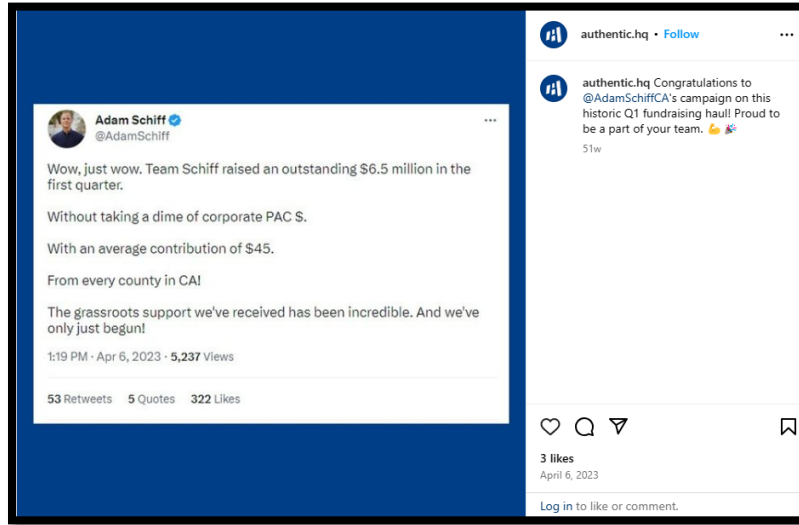 Adam Schiff
@AdamSchiff
Wow, just wow. Team Schiff raised an outstanding $6.5 million in the
first quarter.
Without taking a dime of corporate PAC $.
With an average contribution of $45.
From every county in CA!
The grassroots support we've received has been incredible. And we've
only just begun!
1:19 PM · Apr 6, 2023 · 5,237 Views
53 Retweets 5 Quotes 322 Likes
authentic.hq • Follow
authentic.hq Congratulations to
@AdamSchiffCA's campaign on this
historic Q1 fundraising haul! Proud to
be a part of your team. 💪 🎉
51w
3 likes
April 6, 2023
Log in to like or comment.